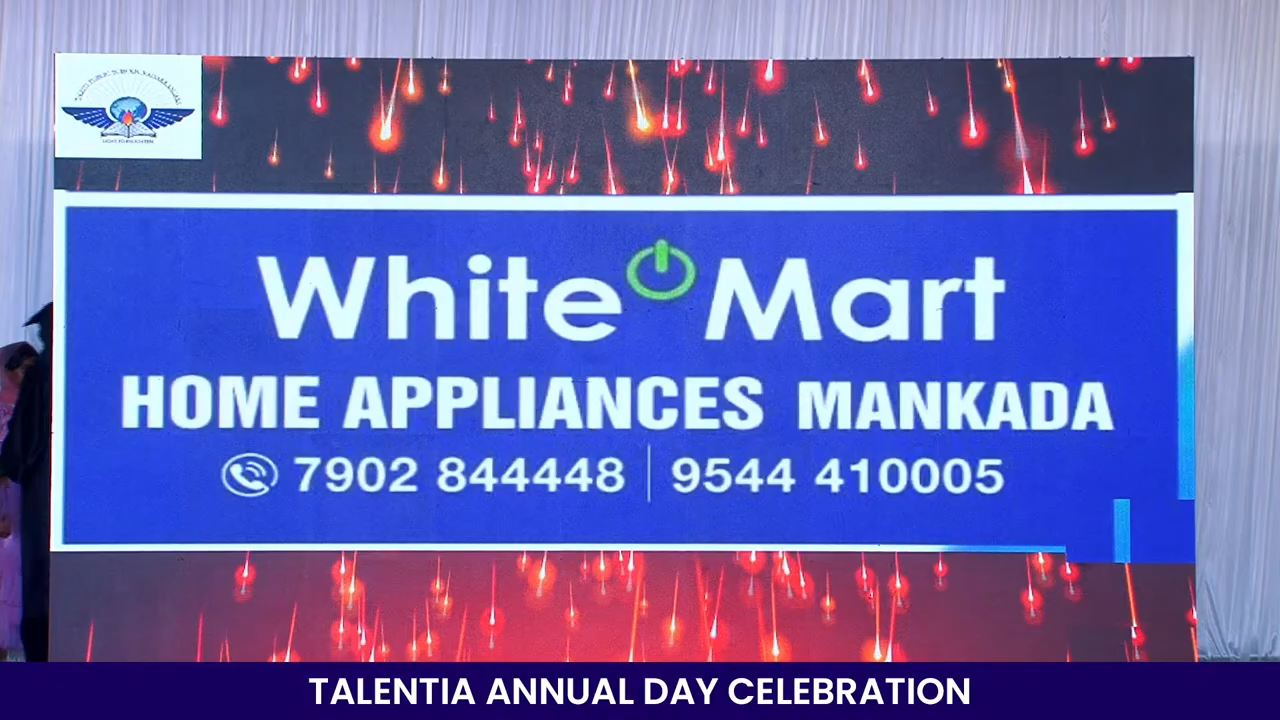 White Mart
HOME APPLIANCES MANKADA
7902 844448 | 9544 410005
TALENTIA ANNUAL DAY CELEBRATION